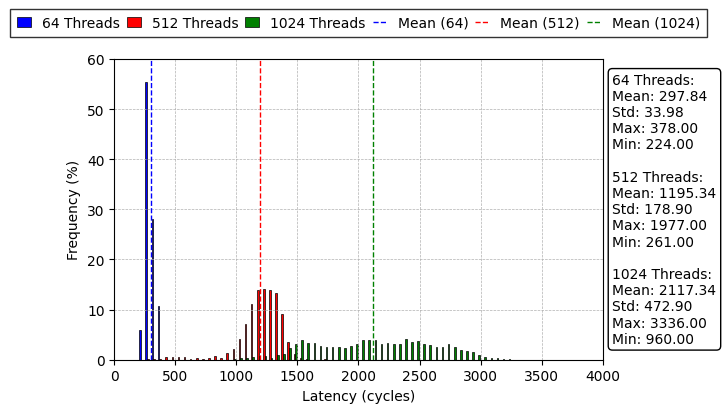 64 Threads 512 Threads 1024 Threads Mean (64) Mean (512) Mean (1024)
60
50
40
30
20
10
0
Frequency (%)
0 500 1000 1500 2000 2500 3000 3500 4000
Latency (cycles)
64 Threads:
Mean: 297.84
Std: 33.98
Max: 378.00
Min: 224.00
512 Threads:
Mean: 1195.34
Std: 178.90
Max: 1977.00
Min: 261.00
1024 Threads:
Mean: 2117.34
Std: 472.90
Max: 3336.00
Min: 960.00